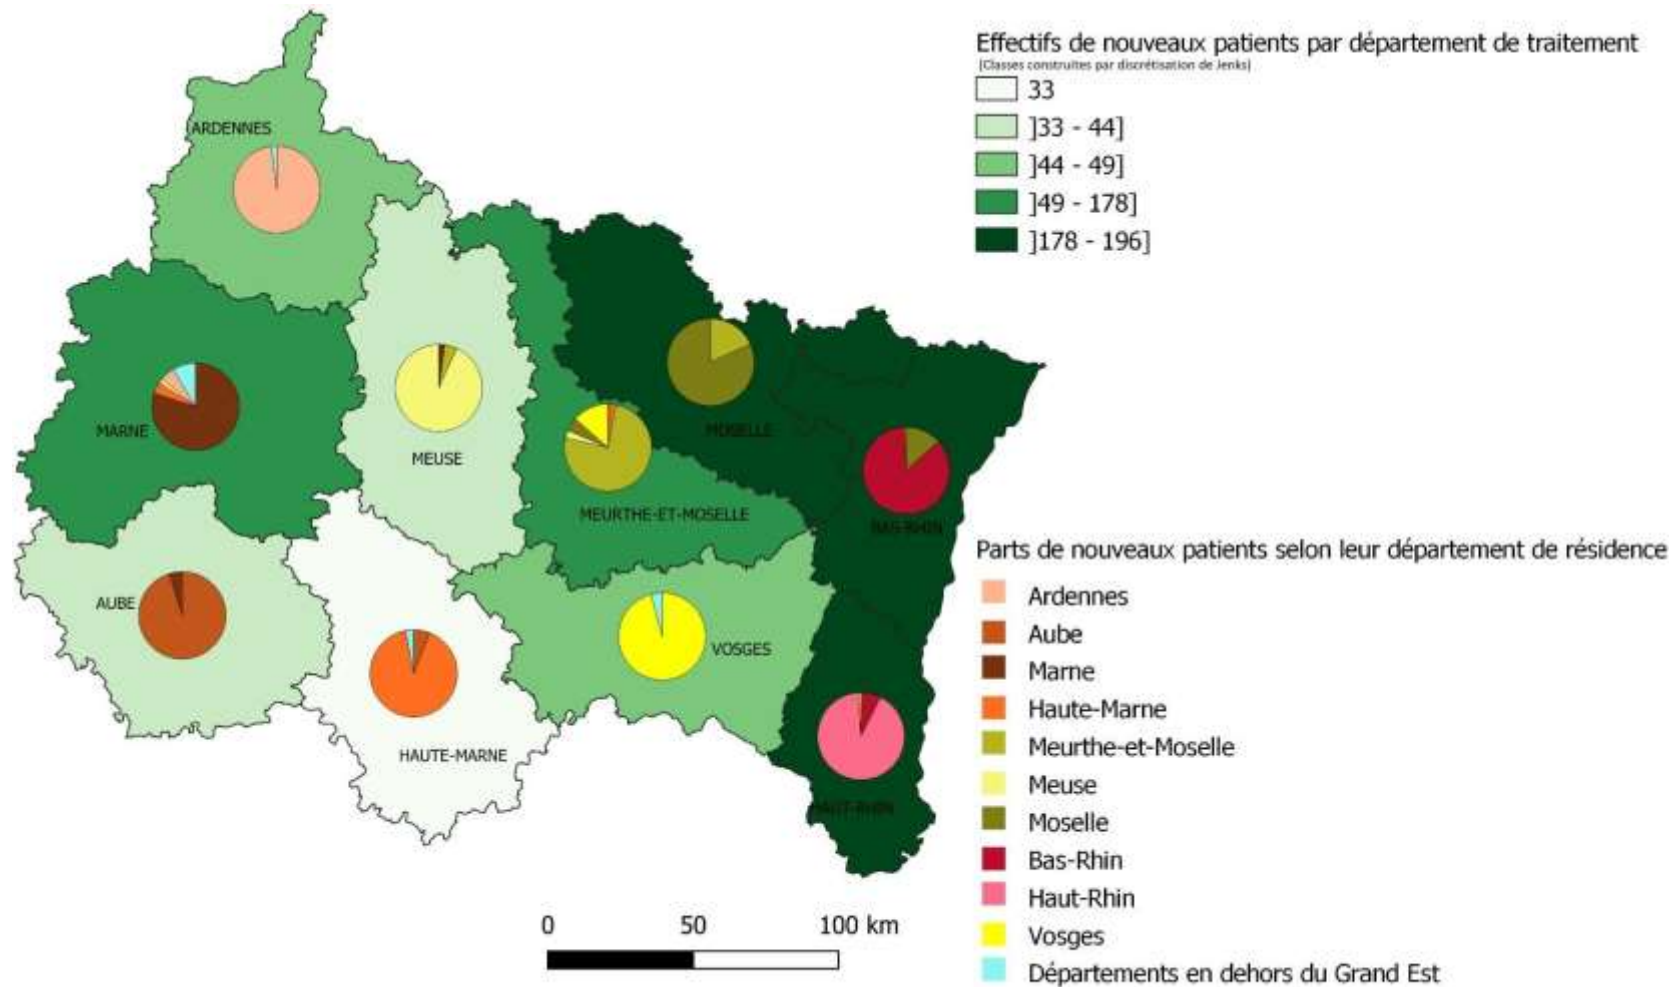 Effectifs de nouveaux patients par département de traitement
(Classes construites par discrétisation de Jenks)
33
]33 - 44]
]44 - 49]
]49 - 178]
]178 - 196]
ARDENNES
MARNE
MEUSE
MOSELLE
MEURTHE-ET-MOSELLE
BAS-RHIN
AUBE
VOSGES
HAUTE-MARNE
HAUT-RHIN
Parts de nouveaux patients selon leur département de résidence
Ardennes
Aube
Marne
Haute-Marne
Meurthe-et-Moselle
Meuse
Moselle
Bas-Rhin
Haut-Rhin
Vosges
Départements en dehors du Grand Est
0 50 100 km